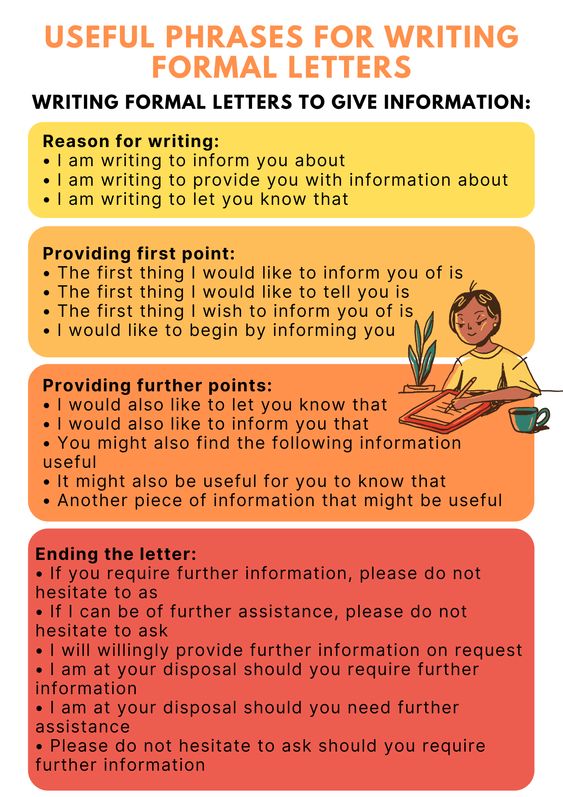 USEFUL PHRASES FOR WRITING
FORMAL LETTERS
WRITING FORMAL LETTERS TO GIVE INFORMATION:
Reason for writing:
• I am writing to inform you about
• I am writing to provide you with information about
• I am writing to let you know that
Providing first point:
• The first thing I would like to inform you of is
• The first thing I would like to tell you is
• The first thing I wish to inform you of is
• I would like to begin by informing you
Providing further points:
• I would also like to let you know that
• I would also like to inform you that
• You might also find the following information
useful
• It might also be useful for you to know that
• Another piece of information that might be useful
Ending the letter:
• If you require further information, please do not
hesitate to as
• If I can be of further assistance, please do not
hesitate to ask
• I will willingly provide further information on request
• I am at your disposal should you require further
information
• I am at your disposal should you need further
assistance
• Please do not hesitate to ask should you require
further information